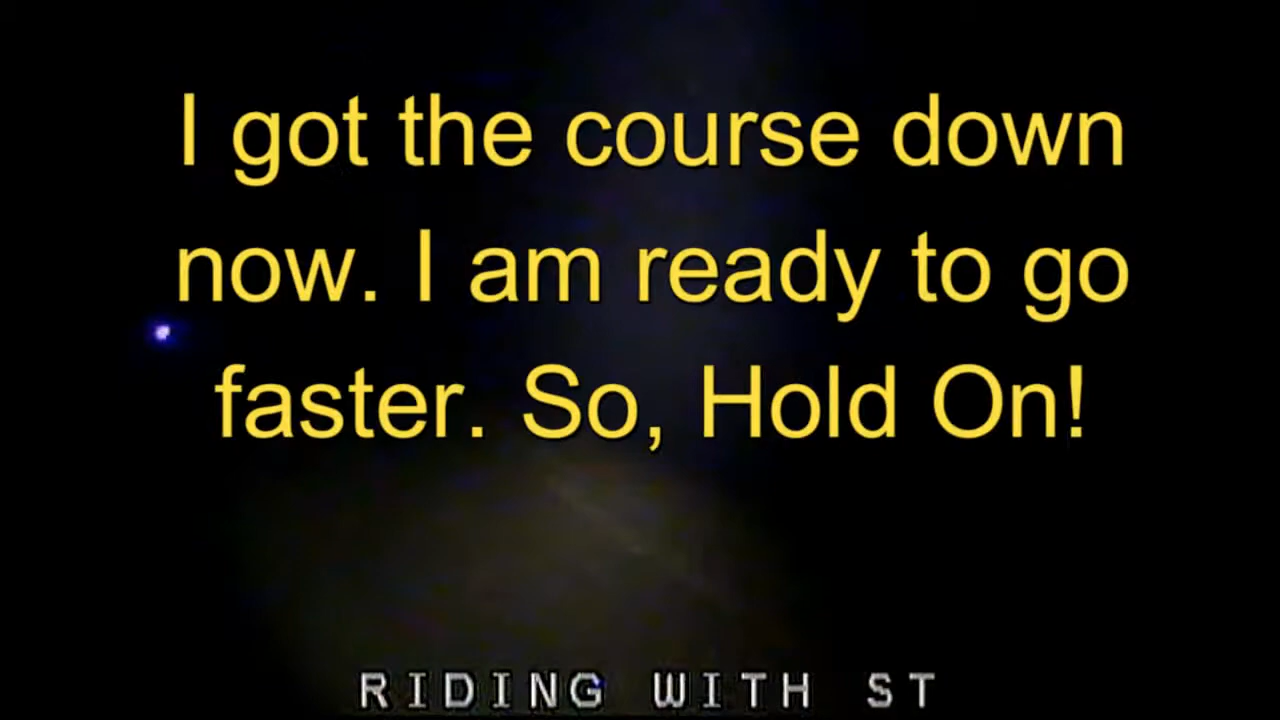 I got the course down
now. I am ready to go
faster. So, Hold On!
RIDING WITH ST